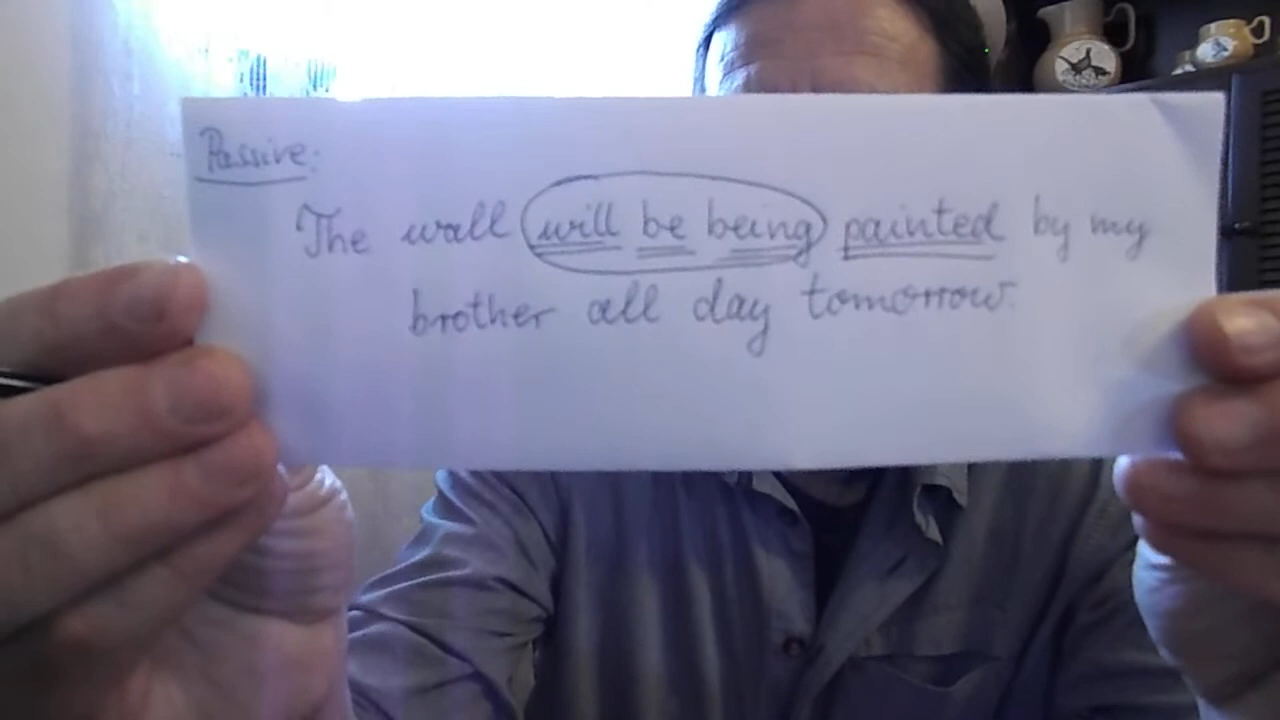 Passive:
The wall will be being painted by my
brother all day tomorrow.